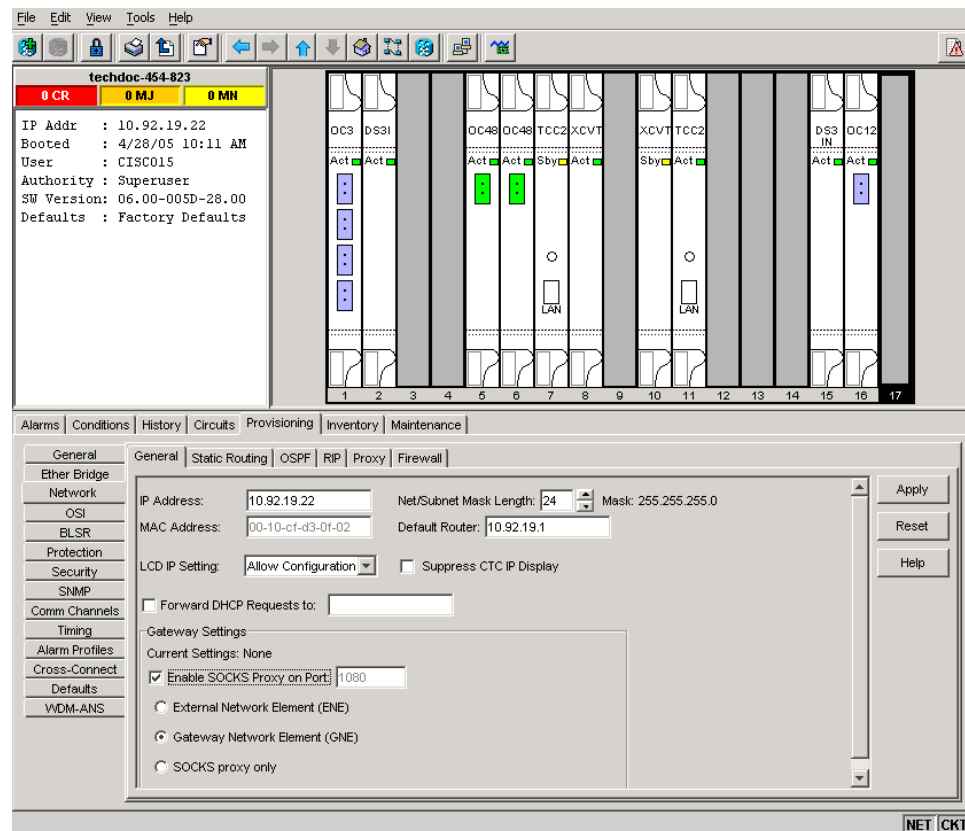 File Edit View Tools Help
techdoc-454-823
0 CR 0 MJ 0 MN
IP Addr : 10.92.19.22
Booted : 4/28/05 10:11 AM
User : CISCO15
Authority : Superuser
SW Version: 06.00-005D-28.00
Defaults : Factory Defaults
OC3 DS3I OC48 OC48 TCC2 XCVT XCVT TCC2 DS3 IN OC12
Act Act Act Act Sby Act Sby Act Act Act
LAN LAN
1 2 3 4 5 6 7 8 9 10 11 12 13 14 15 16 17
Alarms Conditions History Circuits Provisioning Inventory Maintenance
General
Ether Bridge
Network
OSI
BLSR
Protection
Security
SNMP
Comm Channels
Timing
Alarm Profiles
Cross-Connect
Defaults
WDM-ANS
General Static Routing OSPF RIP Proxy Firewall
IP Address: 10.92.19.22 Net/Subnet Mask Length: 24 Mask: 255.255.255.0
MAC Address: 00-10-cf-d3-0f-02 Default Router: 10.92.19.1
LCD IP Setting: Allow Configuration Suppress CTC IP Display
Forward DHCP Requests to:
Gateway Settings
Current Settings: None
Enable SOCKS Proxy on Port: 1080
External Network Element (ENE)
Gateway Network Element (GNE)
SOCKS proxy only
Apply
Reset
Help
NET CKT